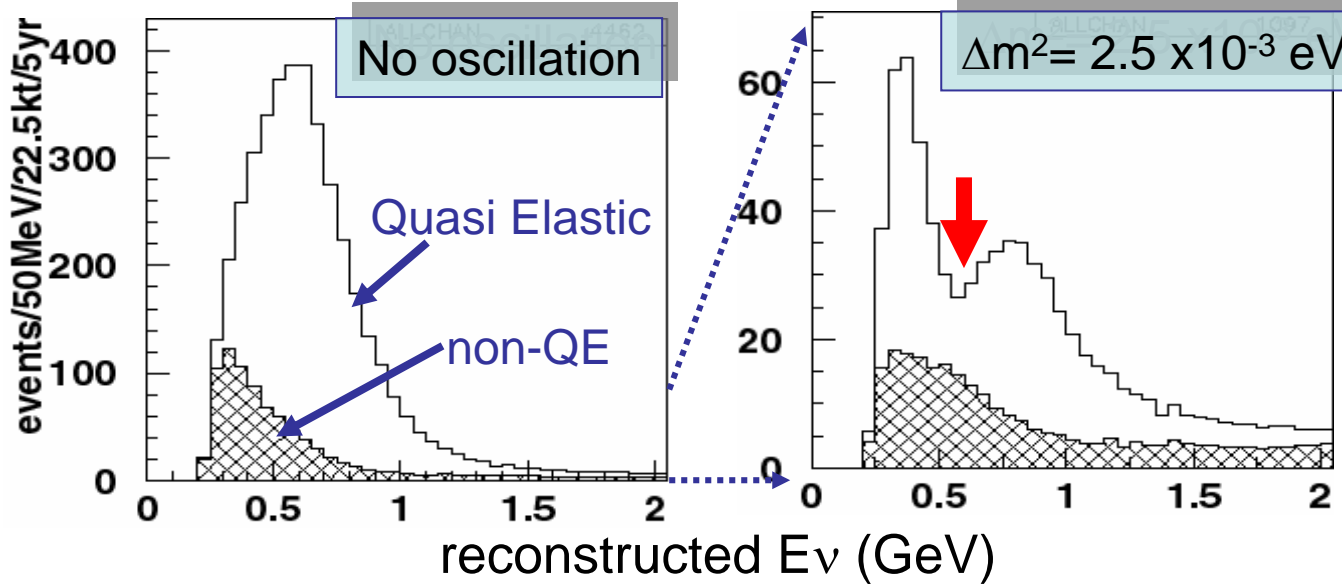 events/50MeV/22.5kt/5yr
400
300
200
100
0
0 0.5 1 1.5 2
No oscillation
Quasi Elastic
non-QE
60
40
20
0
0 0.5 1 1.5 2
Δm²= 2.5 x10⁻³ eV
reconstructed Eν (GeV)